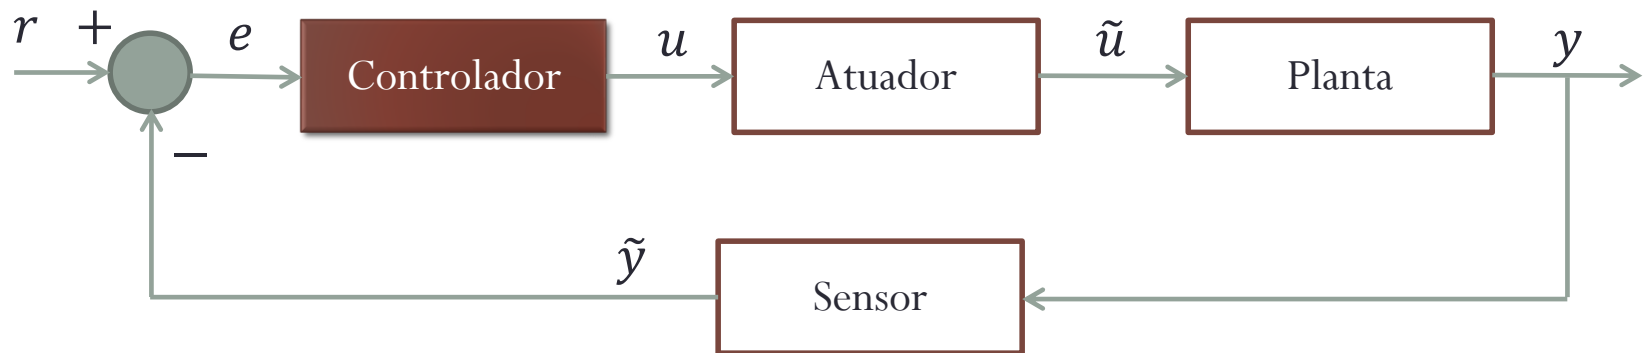 r + e Controlador u Atuador ũ Planta y
−
ỹ Sensor